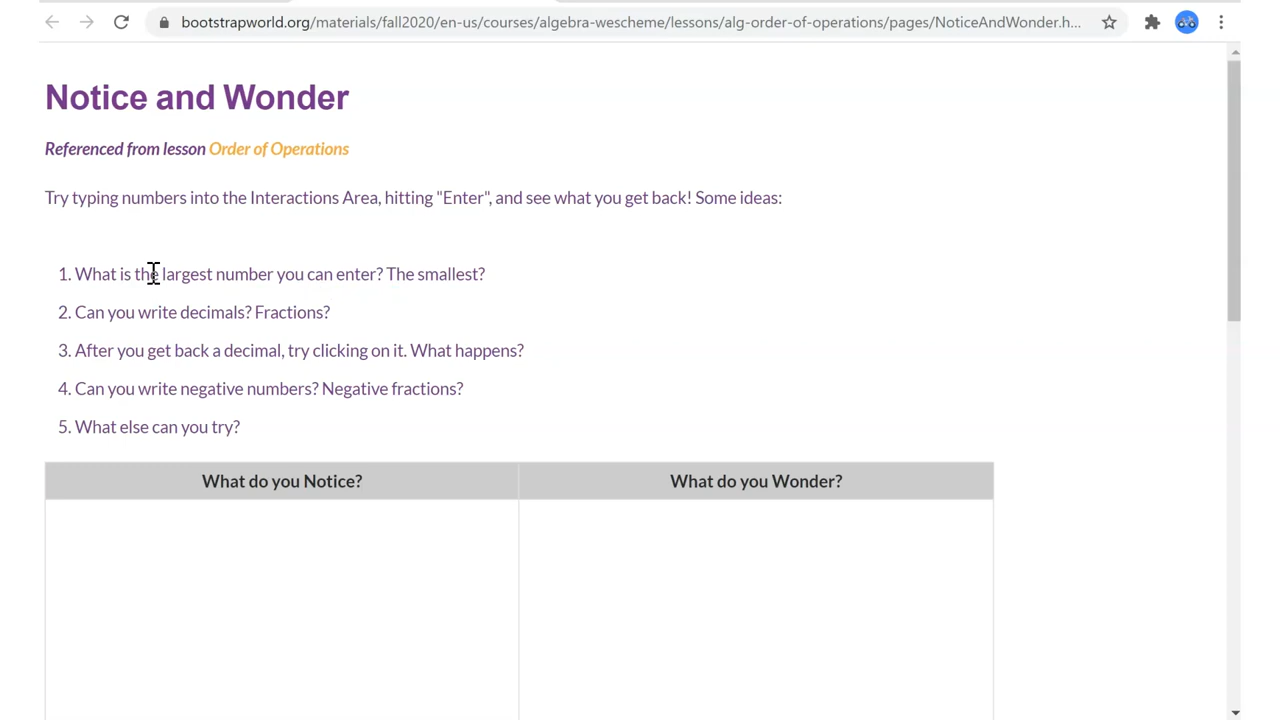 bootstrapworld.org/materials/fall2020/en-us/courses/algebra-wescheme/lessons/alg-order-of-operations/pages/NoticeAndWonder.h...
Notice and Wonder
Referenced from lesson Order of Operations
Try typing numbers into the Interactions Area, hitting "Enter", and see what you get back! Some ideas:
1. What is the largest number you can enter? The smallest?
2. Can you write decimals? Fractions?
3. After you get back a decimal, try clicking on it. What happens?
4. Can you write negative numbers? Negative fractions?
5. What else can you try?
What do you Notice? What do you Wonder?